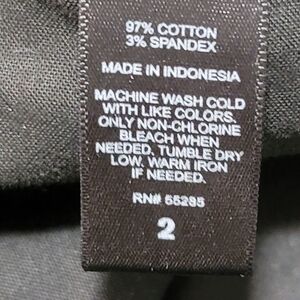 97% COTTON
3% SPANDEX
MADE IN INDONESIA
MACHINE WASH COLD
WITH LIKE COLORS.
ONLY NON-CHLORINE
BLEACH WHEN
NEEDED. TUMBLE DRY
LOW. WARM IRON
IF NEEDED.
RN# 55285
2